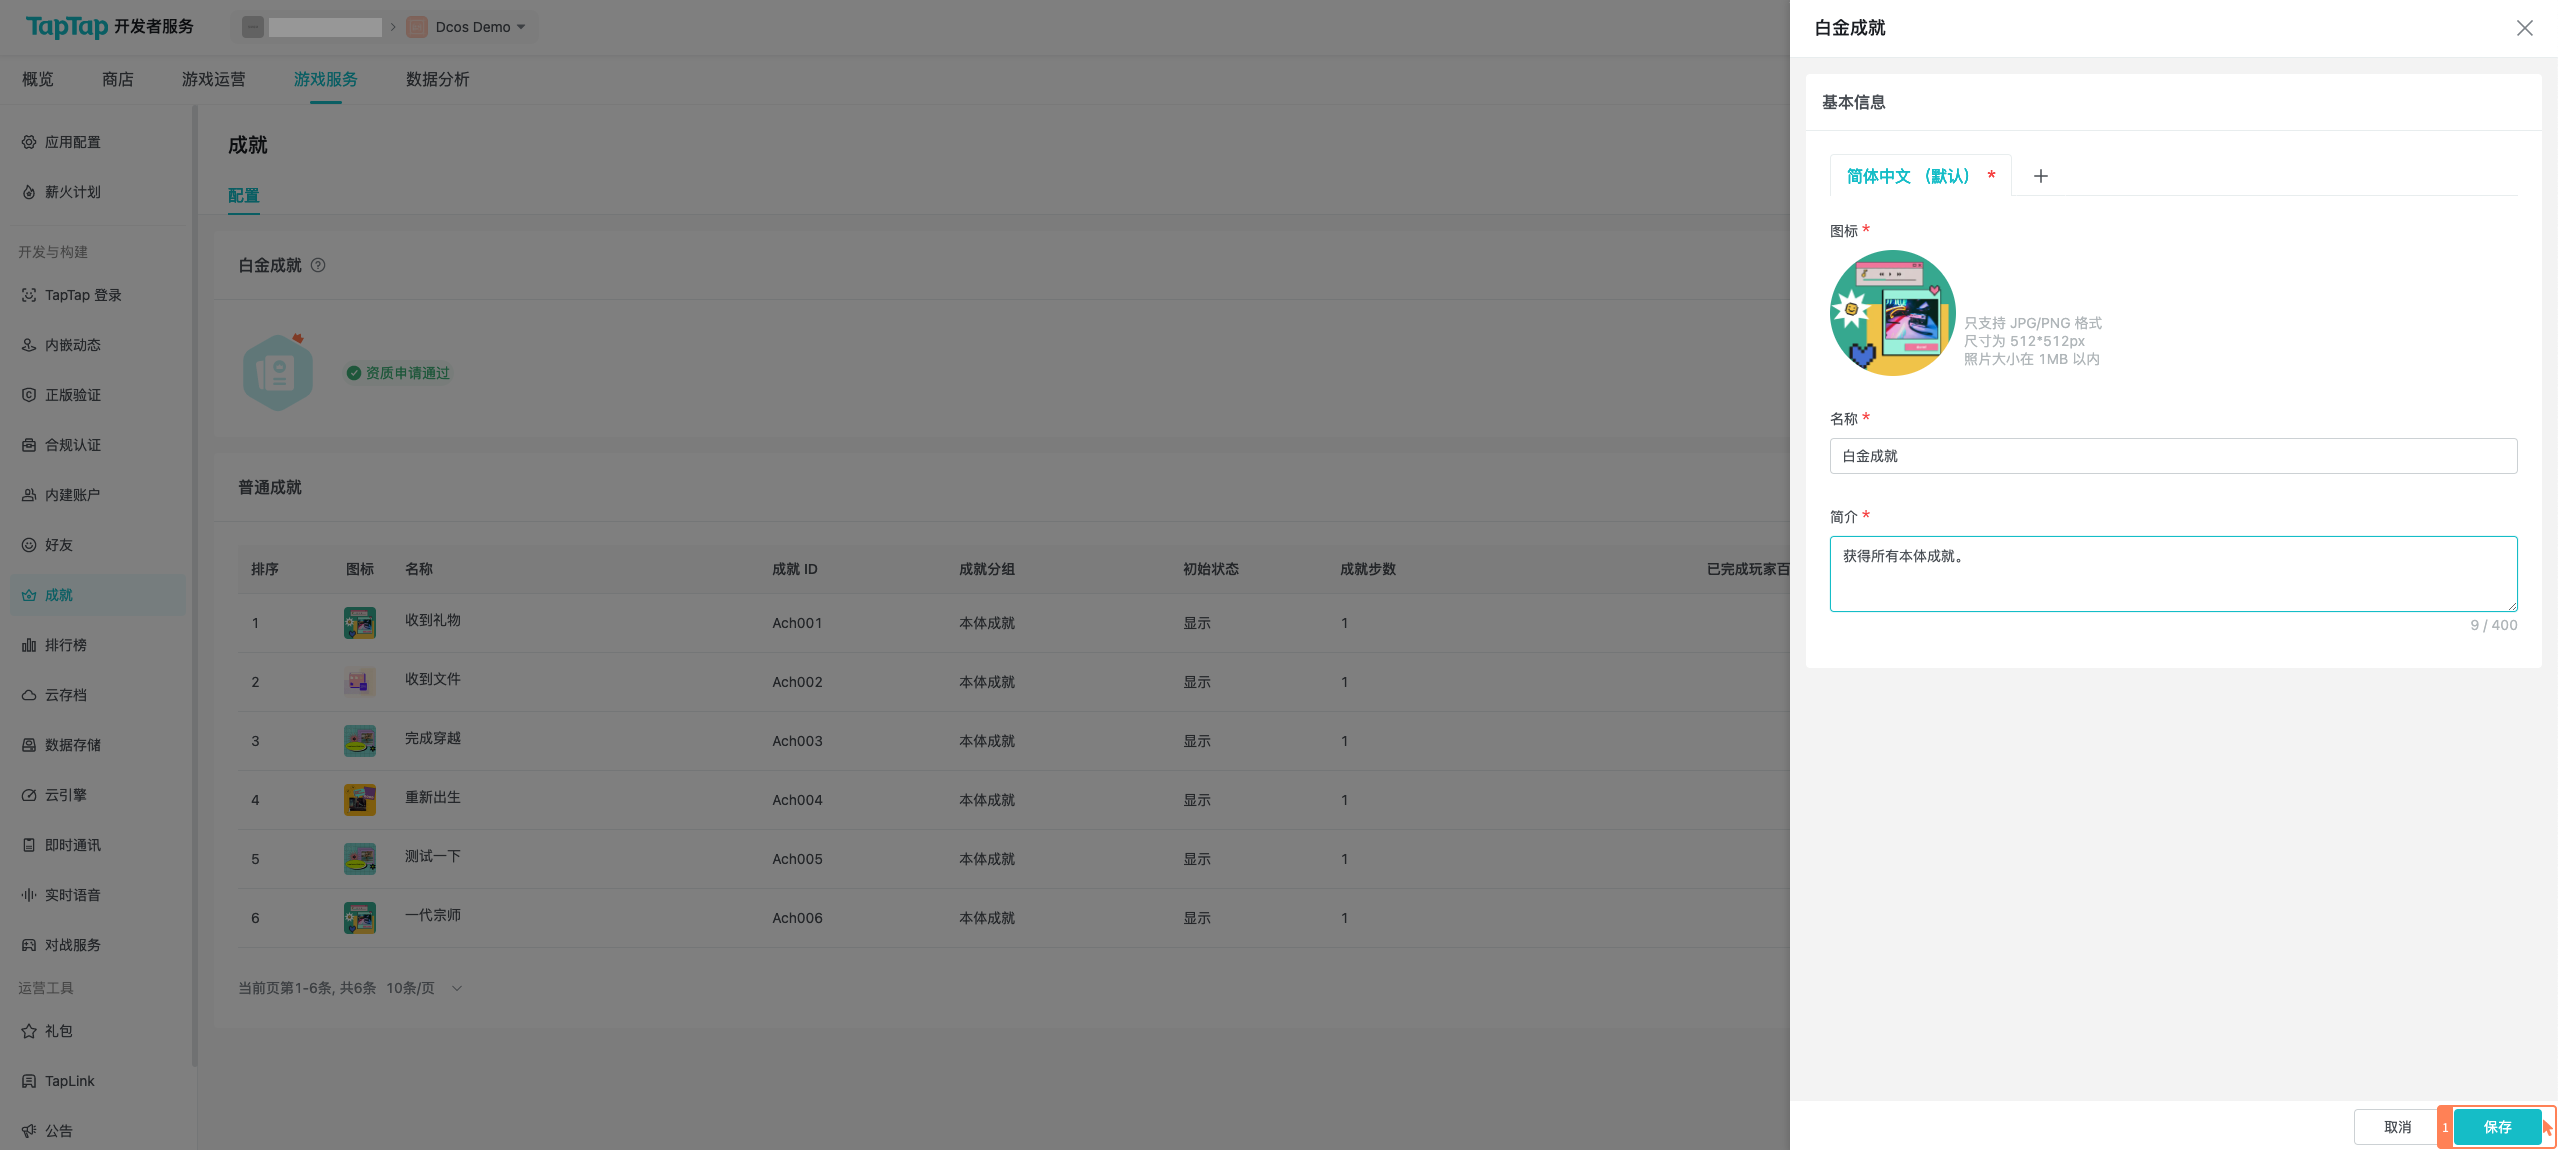 TapTap 开发者服务
Dcos Demo
概览
商店
游戏运营
游戏服务
数据分析
应用配置
薪火计划
开发与构建
TapTap 登录
内嵌动态
正版验证
合规认证
内建账户
好友
成就
排行榜
云存档
数据存储
云引擎
即时通讯
实时语音
对战服务
运营工具
礼包
TapLink
公告
成就
配置
白金成就
资质申请通过
普通成就
排序 图标 名称 成就 ID 成就分组 初始状态 成就步数 已完成玩家百
1 收到礼物 Ach001 本体成就 显示 1
2 收到文件 Ach002 本体成就 显示 1
3 完成穿越 Ach003 本体成就 显示 1
4 重新出生 Ach004 本体成就 显示 1
5 测试一下 Ach005 本体成就 显示 1
6 一代宗师 Ach006 本体成就 显示 1
当前页第1-6条, 共6条 10条/页
白金成就
基本信息
简体中文 （默认） *
图标 *
只支持 JPG/PNG 格式
尺寸为 512*512px
照片大小在 1MB 以内
名称 *
白金成就
简介 *
获得所有本体成就。
9 / 400
取消
1
保存